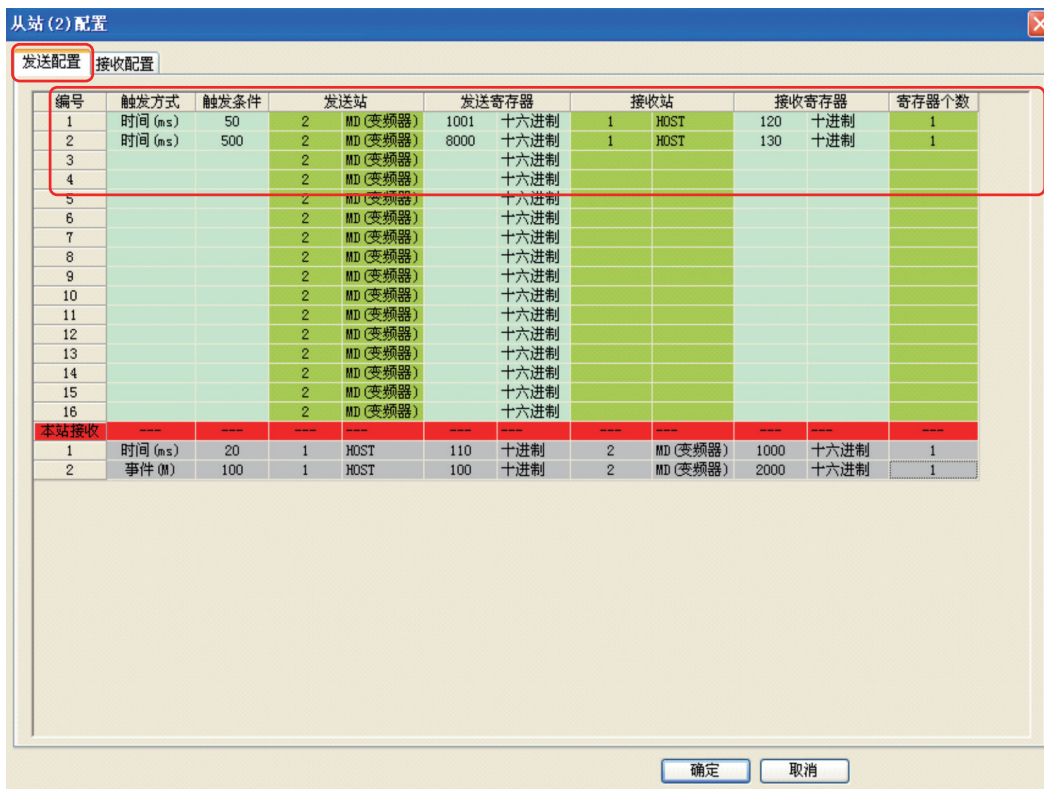 从站(2)配置
发送配置 接收配置
编号 触发方式 触发条件 发送站 发送寄存器 接收站 接收寄存器 寄存器个数
1 时间(ms) 50 2 MD(变频器) 1001 十六进制 1 HOST 120 十进制 1
2 时间(ms) 500 2 MD(变频器) 8000 十六进制 1 HOST 130 十进制 1
3 2 MD(变频器) 十六进制
4 2 MD(变频器) 十六进制
5 2 MD(变频器) 十六进制
6 2 MD(变频器) 十六进制
7 2 MD(变频器) 十六进制
8 2 MD(变频器) 十六进制
9 2 MD(变频器) 十六进制
10 2 MD(变频器) 十六进制
11 2 MD(变频器) 十六进制
12 2 MD(变频器) 十六进制
13 2 MD(变频器) 十六进制
14 2 MD(变频器) 十六进制
15 2 MD(变频器) 十六进制
16 2 MD(变频器) 十六进制
本站接收 --- --- --- --- --- --- --- --- --- --- ---
1 时间(ms) 20 1 HOST 110 十进制 2 MD(变频器) 1000 十六进制 1
2 事件(M) 100 1 HOST 100 十进制 2 MD(变频器) 2000 十六进制 1
确定 取消